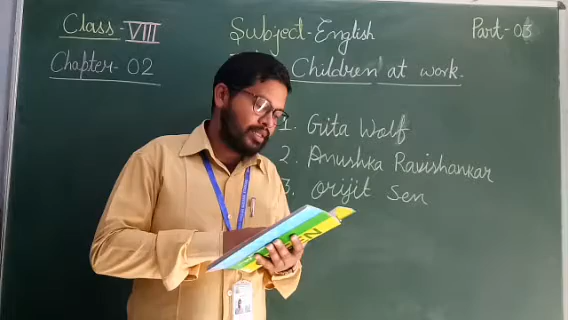 Class - VIII
Subject - English
Part - 03
Chapter - 02
Children at work.
1. Gita Wolf
2. Anushka Ravishankar
3. Orijit Sen
EN